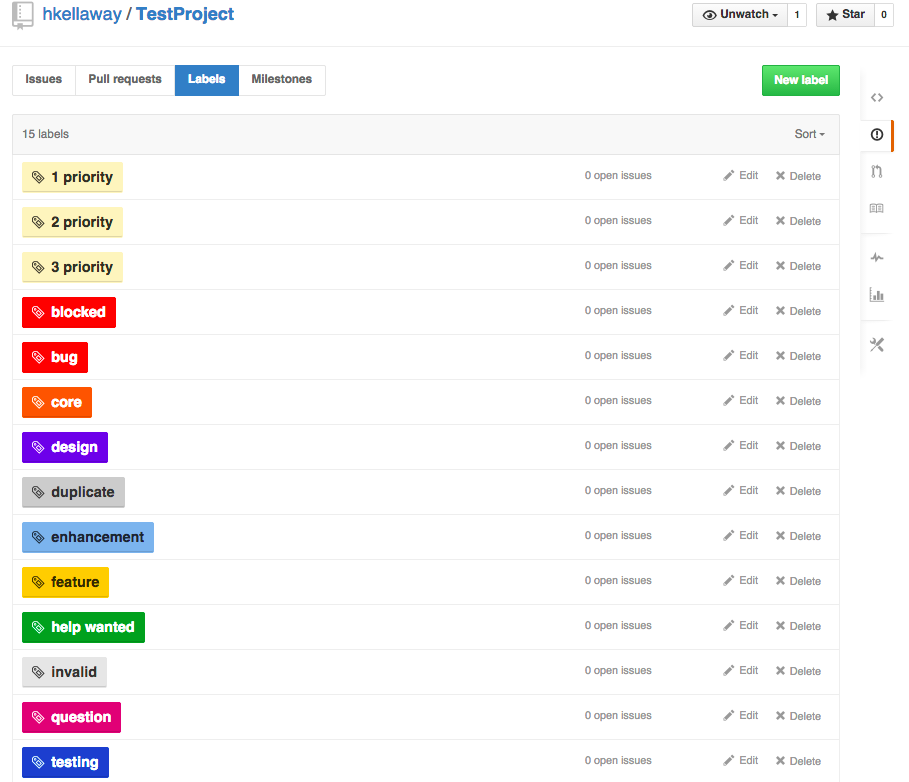 hkellaway / TestProject Unwatch 1 Star 0
Issues Pull requests Labels Milestones New label
15 labels Sort
1 priority 0 open issues Edit Delete
2 priority 0 open issues Edit Delete
3 priority 0 open issues Edit Delete
blocked 0 open issues Edit Delete
bug 0 open issues Edit Delete
core 0 open issues Edit Delete
design 0 open issues Edit Delete
duplicate 0 open issues Edit Delete
enhancement 0 open issues Edit Delete
feature 0 open issues Edit Delete
help wanted 0 open issues Edit Delete
invalid 0 open issues Edit Delete
question 0 open issues Edit Delete
testing 0 open issues Edit Delete